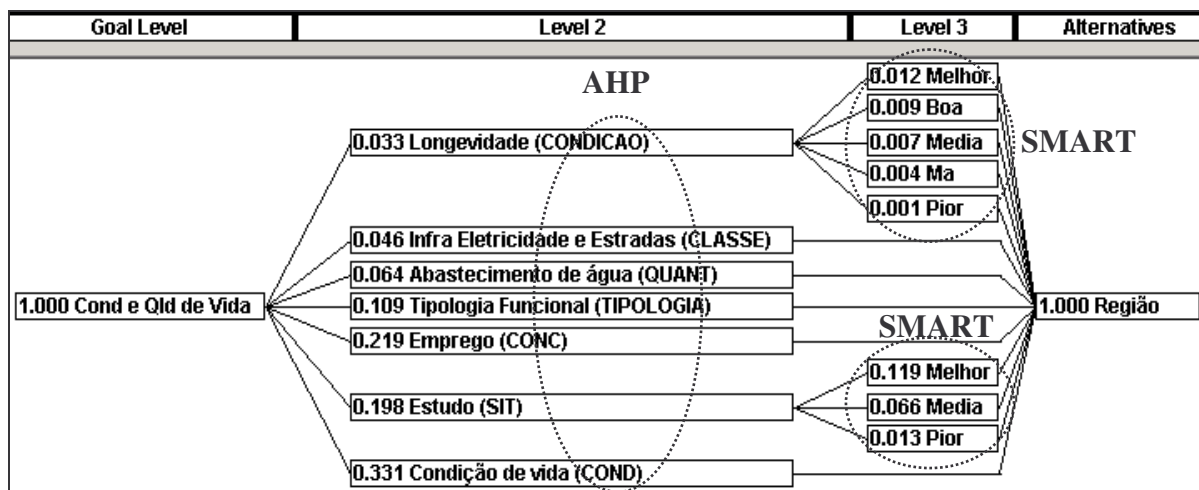 Goal Level
Level 2
Level 3
Alternatives
AHP
SMART
0.012 Melhor
0.009 Boa
0.007 Media
0.004 Ma
0.001 Pior
0.033 Longevidade (CONDICAO)
0.046 Infra Eletricidade e Estradas (CLASSE)
0.064 Abastecimento de água (QUANT)
0.109 Tipologia Funcional (TIPOLOGIA)
1.000 Cond e Qld de Vida
1.000 Região
0.219 Emprego (CONC)
SMART
0.119 Melhor
0.066 Media
0.013 Pior
0.198 Estudo (SIT)
0.331 Condição de vida (COND)